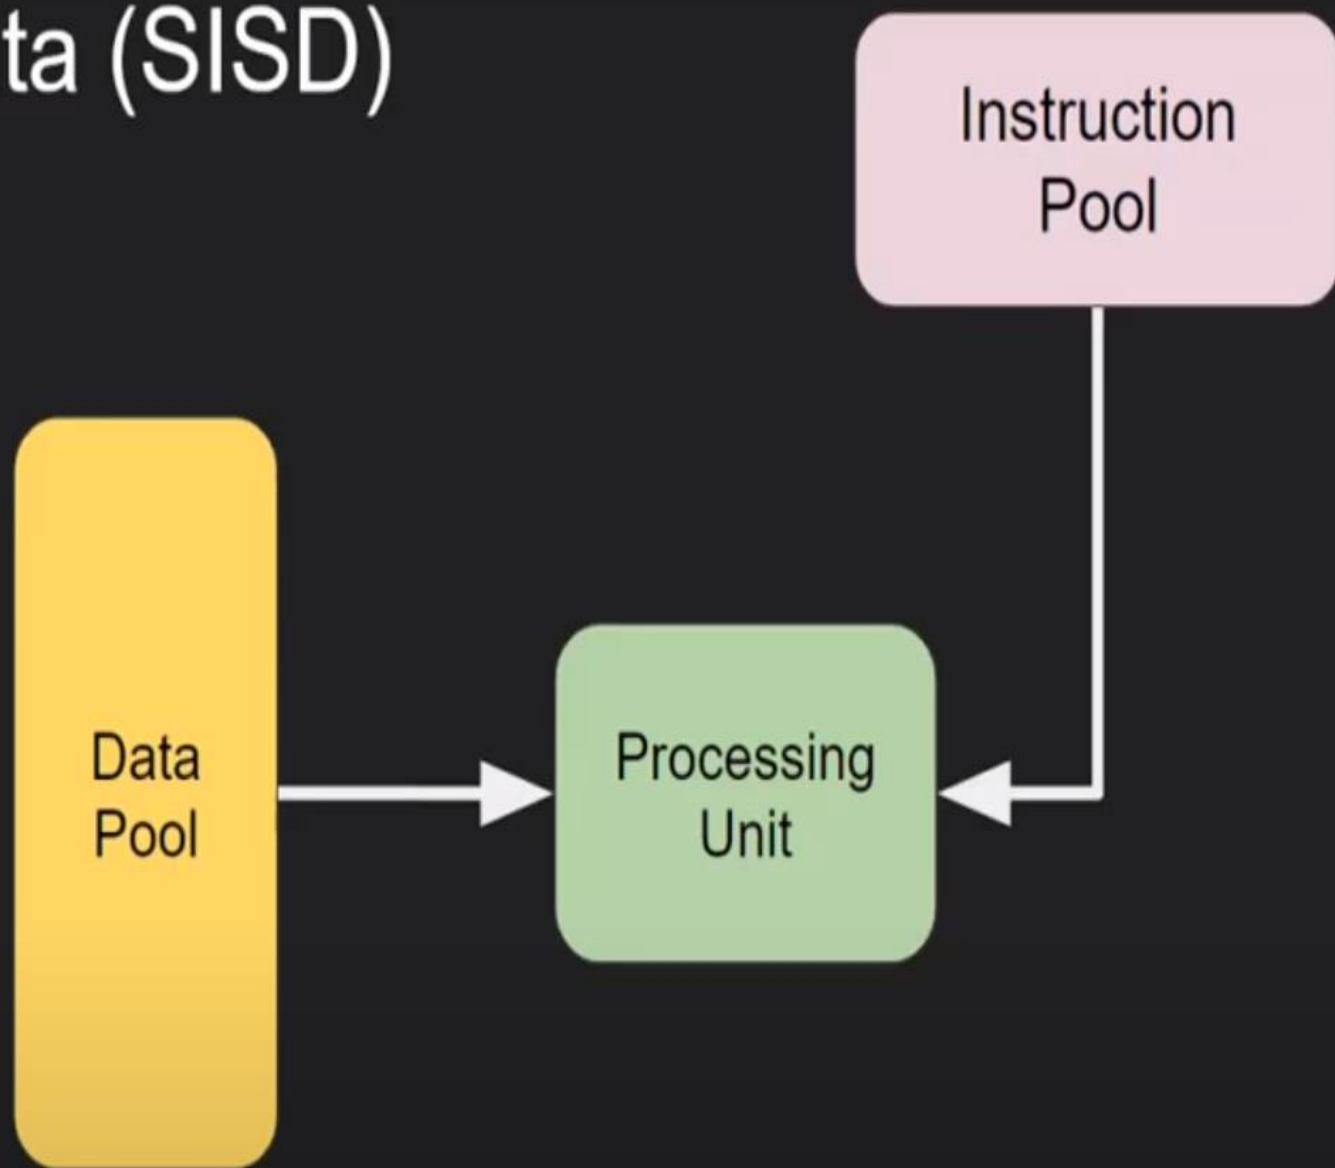 ta (SISD)
Instruction
Pool
Data
Pool
Processing
Unit